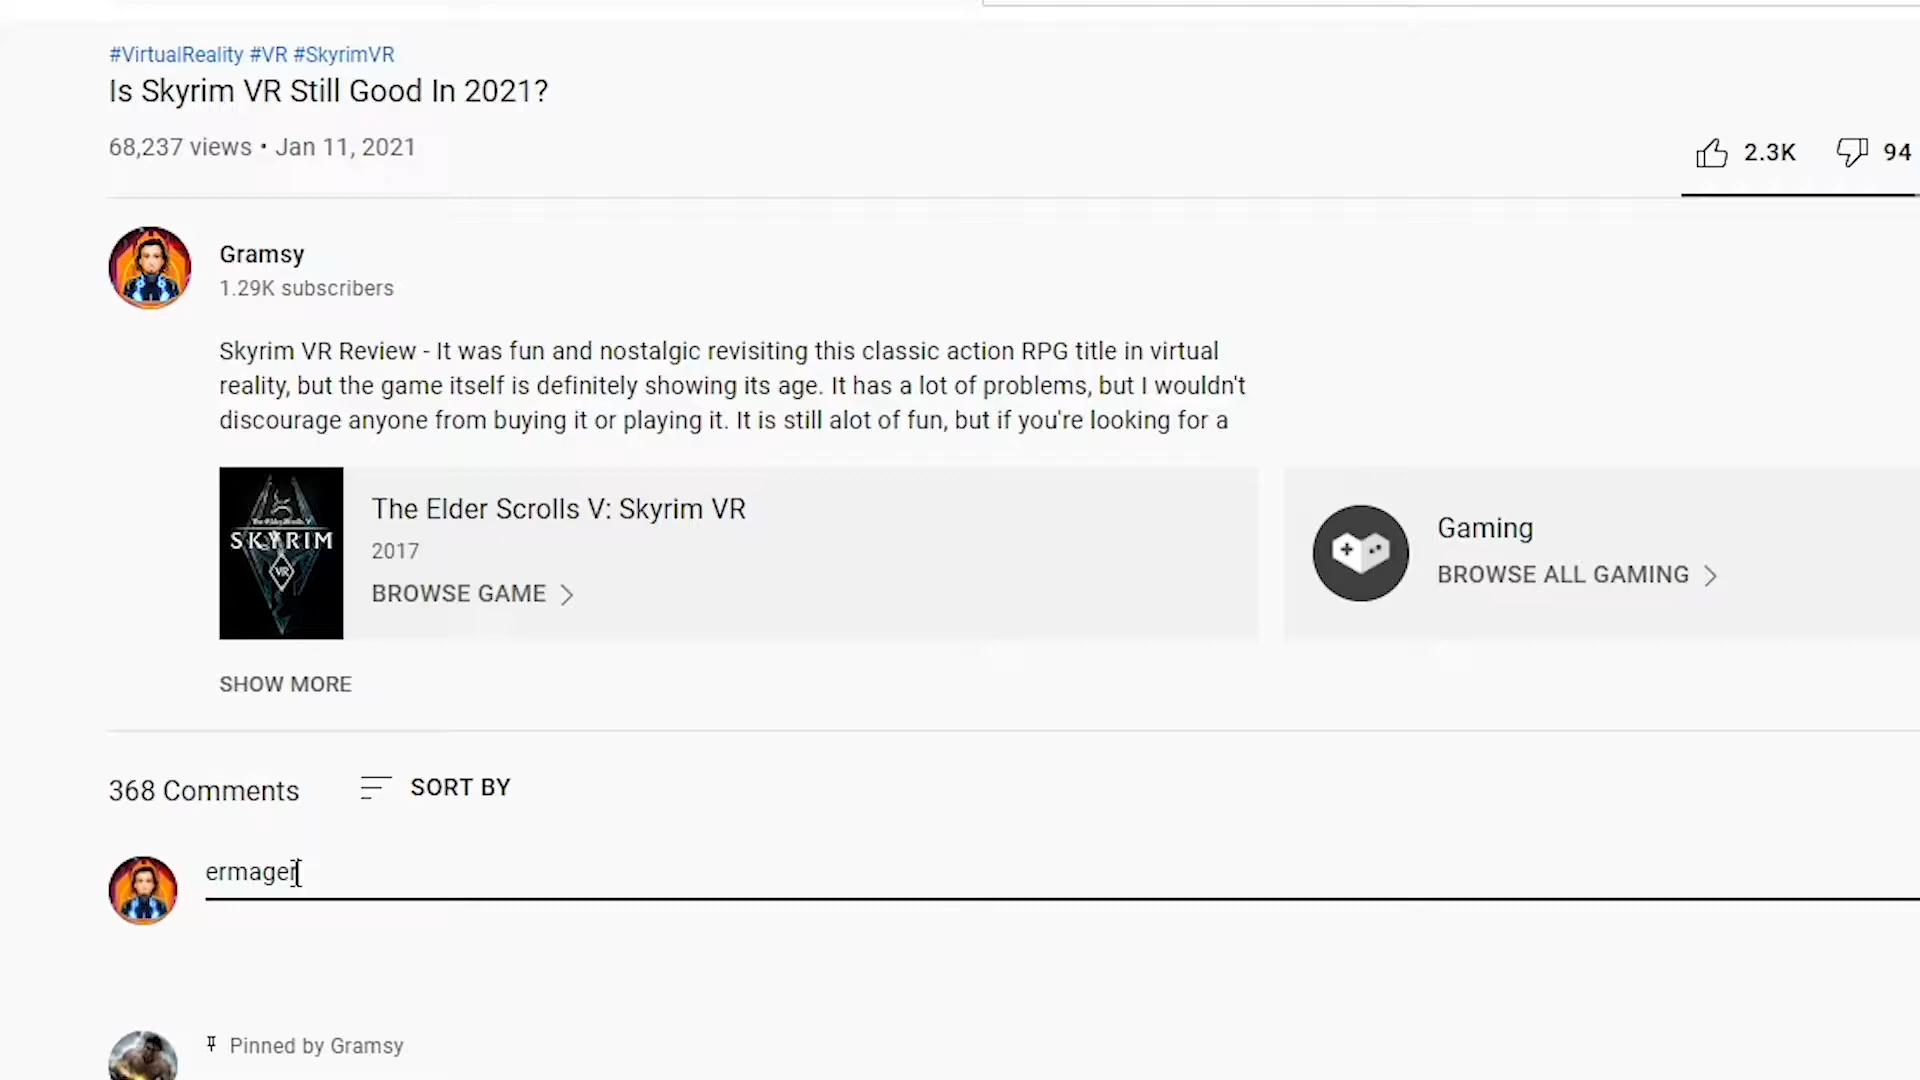 #VirtualReality #VR #SkyrimVR
Is Skyrim VR Still Good In 2021?
68,237 views • Jan 11, 2021
2.3K
94
Gramsy
1.29K subscribers
Skyrim VR Review - It was fun and nostalgic revisiting this classic action RPG title in virtual
reality, but the game itself is definitely showing its age. It has a lot of problems, but I wouldn't
discourage anyone from buying it or playing it. It is still alot of fun, but if you're looking for a
The Elder Scrolls V
SKYRIM
VR
The Elder Scrolls V: Skyrim VR
2017
BROWSE GAME
Gaming
BROWSE ALL GAMING
SHOW MORE
368 Comments
SORT BY
ermager
Pinned by Gramsy